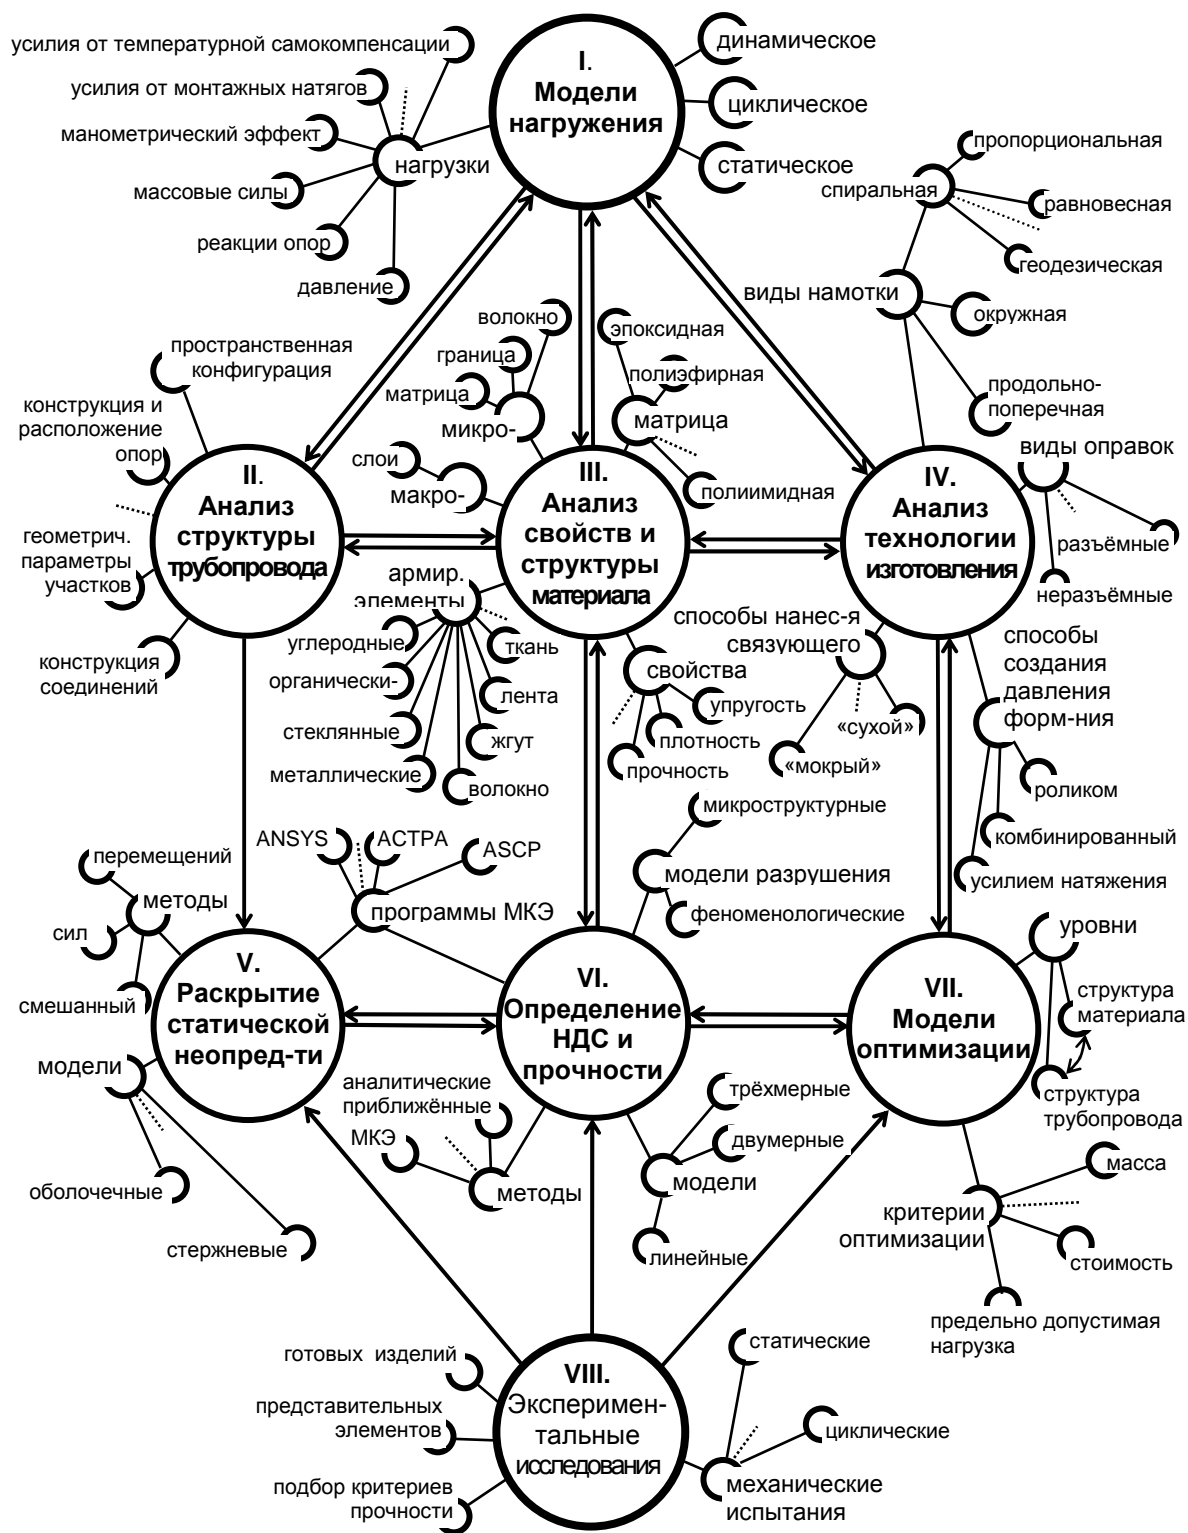 усилия от температурной самокомпенсации
усилия от монтажных натягов
манометрический эффект
нагрузки
массовые силы
реакции опор
давление
I.
Модели
нагружения
динамическое
циклическое
статическое
пропорциональная
спиральная
равновесная
геодезическая
виды намотки
окружная
продольно-
поперечная
виды оправок
разъёмные
неразъёмные
пространственная
конфигурация
конструкция и
расположение
опор
II.
Анализ
структуры
трубопровода
геометрич.
параметры
участков
конструкция
соединений
волокно
граница
матрица
микро-
слои
макро-
эпоксидная
полиэфирная
матрица
полиимидная
III.
Анализ
свойств и
структуры
материала
IV.
Анализ
технологии
изготовления
армир.
элементы
углеродные
органически-
стеклянные
металлические
ткань
лента
жгут
волокно
свойства
упругость
плотность
прочность
способы нанес-я
связующего
«сухой»
«мокрый»
способы
создания
давления
форм-ния
роликом
комбинированный
усилием натяжения
микроструктурные
модели разрушения
феноменологические
ANSYS
АСТРА
ASCP
программы МКЭ
перемещений
методы
сил
смешанный
V.
Раскрытие
статической
неопред-ти
модели
оболочечные
стержневые
VI.
Определение
НДС и
прочности
аналитические
приближённые
МКЭ
методы
трёхмерные
двумерные
модели
линейные
VII.
Модели
оптимизации
уровни
структура
материала
структура
трубопровода
масса
критерии
оптимизации
стоимость
предельно допустимая
нагрузка
VIII.
Эксперимен-
тальные
исследования
готовых изделий
представительных
элементов
подбор критериев
прочности
статические
циклические
механические
испытания